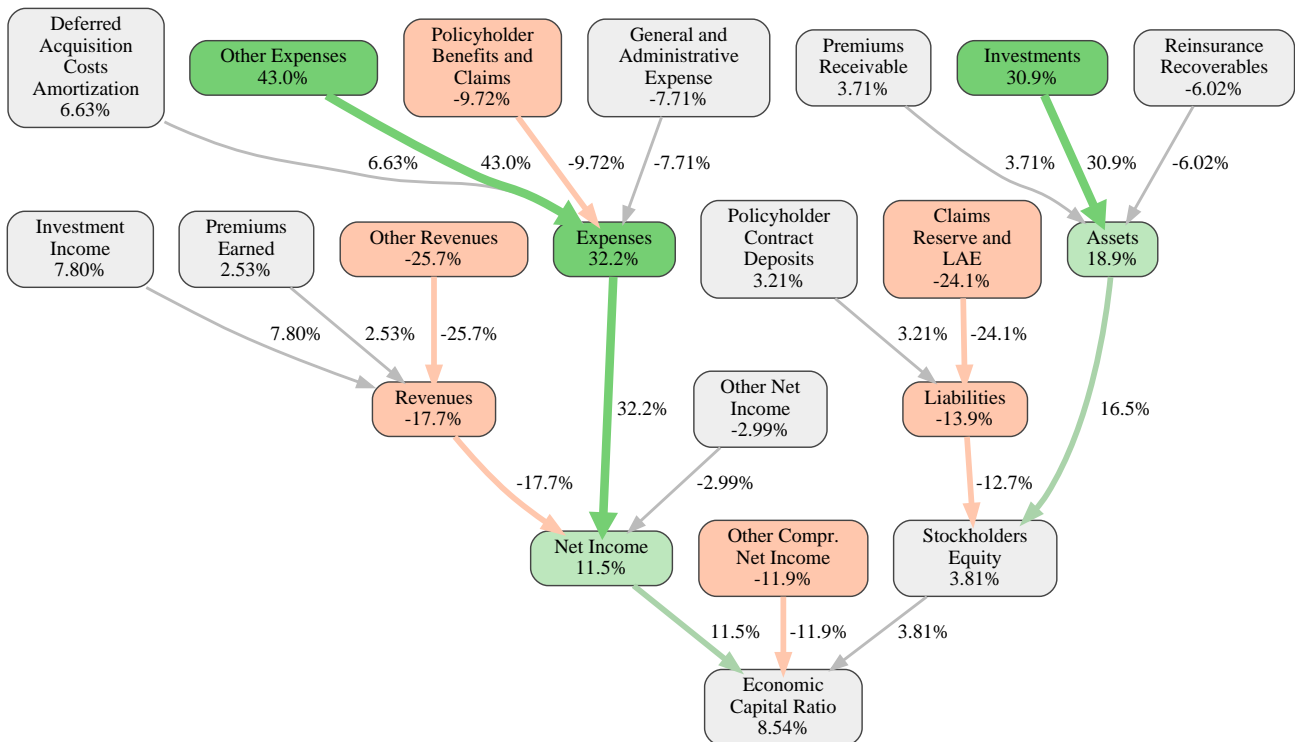 Deferred
Acquisition
Costs
Amortization
6.63%
Other Expenses
43.0%
Policyholder
Benefits and
Claims
-9.72%
General and
Administrative
Expense
-7.71%
Premiums
Receivable
3.71%
Investments
30.9%
Reinsurance
Recoverables
-6.02%
6.63%
43.0%
-9.72%
-7.71%
3.71%
30.9%
-6.02%
Investment
Income
7.80%
Premiums
Earned
2.53%
Other Revenues
-25.7%
Expenses
32.2%
Policyholder
Contract
Deposits
3.21%
Claims
Reserve and
LAE
-24.1%
Assets
18.9%
7.80%
2.53%
-25.7%
3.21%
-24.1%
Revenues
-17.7%
32.2%
Other Net
Income
-2.99%
Liabilities
-13.9%
16.5%
-17.7%
-2.99%
-12.7%
Net Income
11.5%
Other Compr.
Net Income
-11.9%
Stockholders
Equity
3.81%
11.5%
-11.9%
3.81%
Economic
Capital Ratio
8.54%